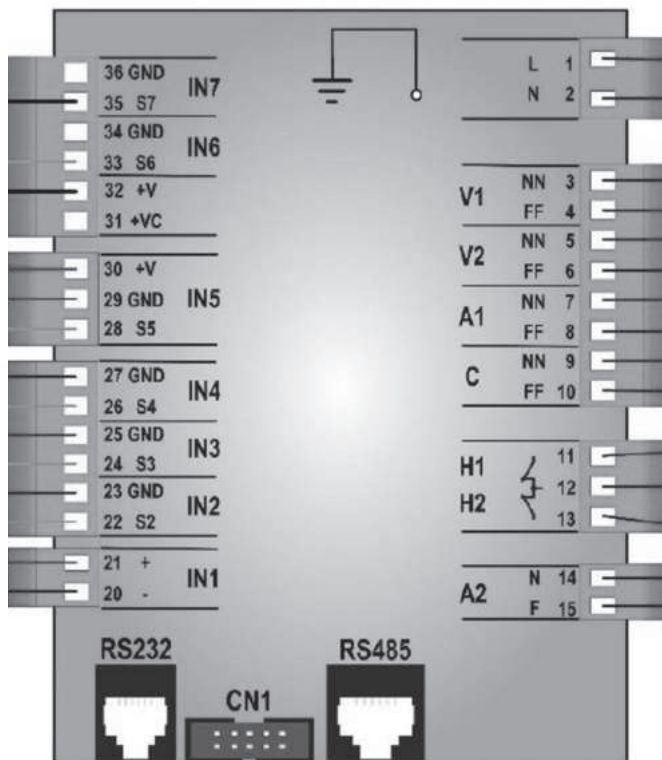 36 GND
35 S7
IN7
34 GND
33 S6
IN6
32 +V
31 +VC
30 +V
29 GND
28 S5
IN5
27 GND
26 S4
IN4
25 GND
24 S3
IN3
23 GND
22 S2
IN2
21 +
20 -
IN1
L 1
N 2
V1
NN 3
FF 4
V2
NN 5
FF 6
A1
NN 7
FF 8
C
NN 9
FF 10
H1
11
12
H2
13
A2
N 14
F 15
RS232
CN1
RS485